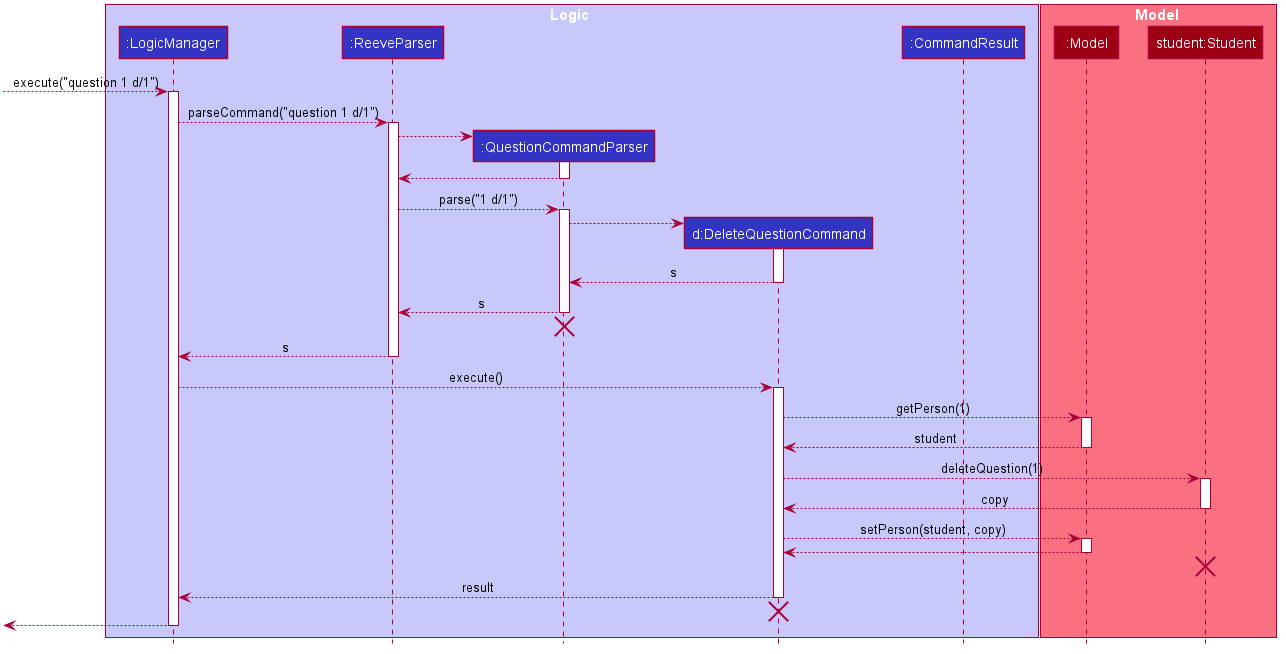 Logic
Model
:LogicManager
:ReeveParser
:CommandResult
:Model
student:Student
execute("question 1 d/1")
parseCommand("question 1 d/1")
:QuestionCommandParser
parse("1 d/1")
d:DeleteQuestionCommand
s
s
s
execute()
getPerson(1)
student
deleteQuestion(1)
copy
setPerson(student, copy)
result